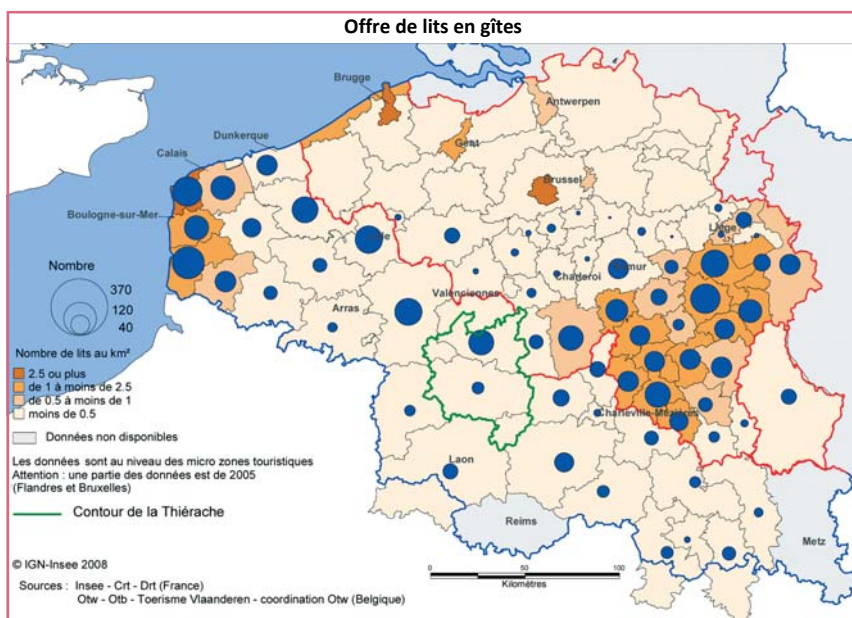 Offre de lits en gîtes
Brugge
Antwerpen
Dunkerque
Gent
Calais
Brussel
Boulogne-sur-Mer
Liège
Nombre
370
120
40
Charleroi
Valenciennes
Arras
Nombre de lits au km²
2.5 ou plus
de 1 à moins de 2.5
de 0.5 à moins de 1
moins de 0.5
Charleville-Mézières
Données non disponibles
Les données sont au niveau des micro zones touristiques
Attention : une partie des données est de 2005
(Flandres et Bruxelles)
Laon
Contour de la Thiérache
Reims
Metz
© IGN-Insee 2008
0 50 100
Kilomètres
Sources : Insee - Crt - Drt (France)
Otw - Otb - Toerisme Vlaanderen - coordination Otw (Belgique)